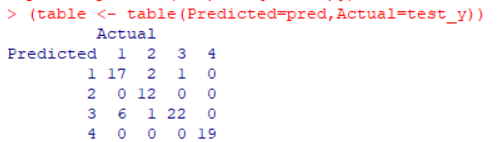 > (table <- table(Predicted=pred,Actual=test_y))
Actual
Predicted 1 2 3 4
1 17 2 1 0
2 0 12 0 0
3 6 1 22 0
4 0 0 0 19